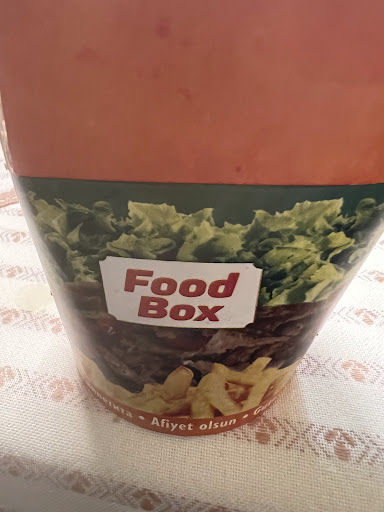 Food
Box
• Afiyet olsun •